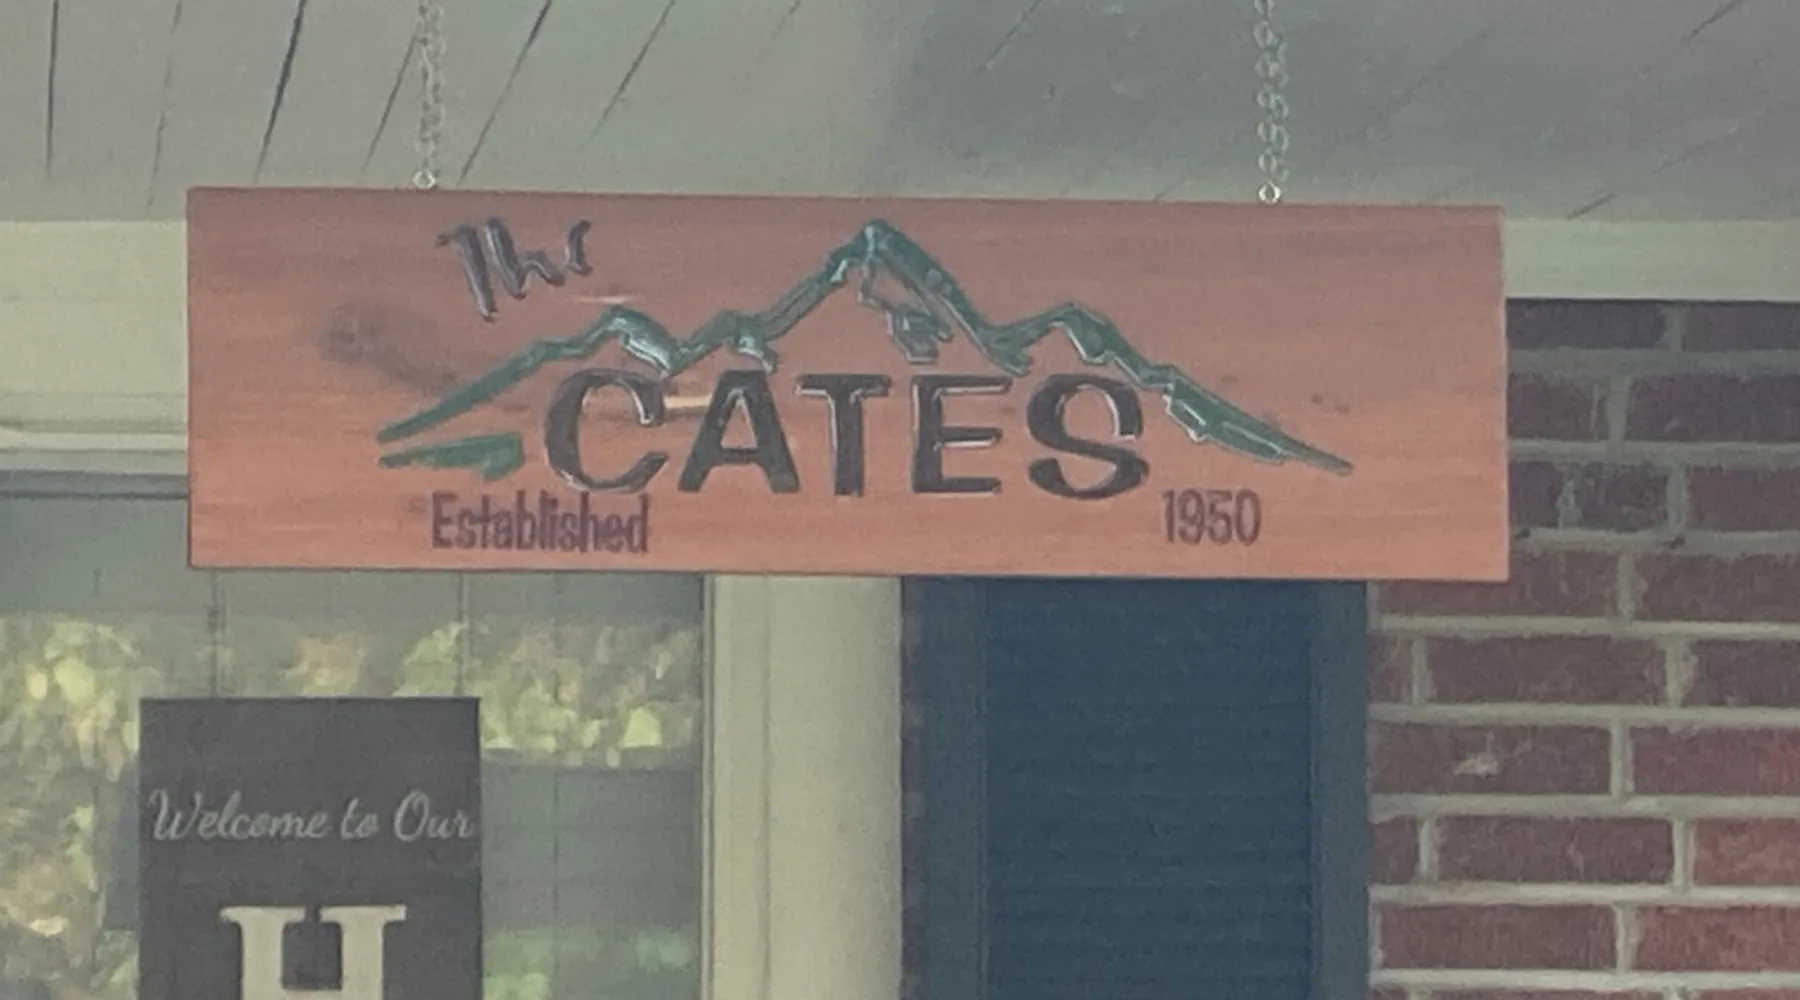 The
CATES
Established 1950
Welcome to Our
H